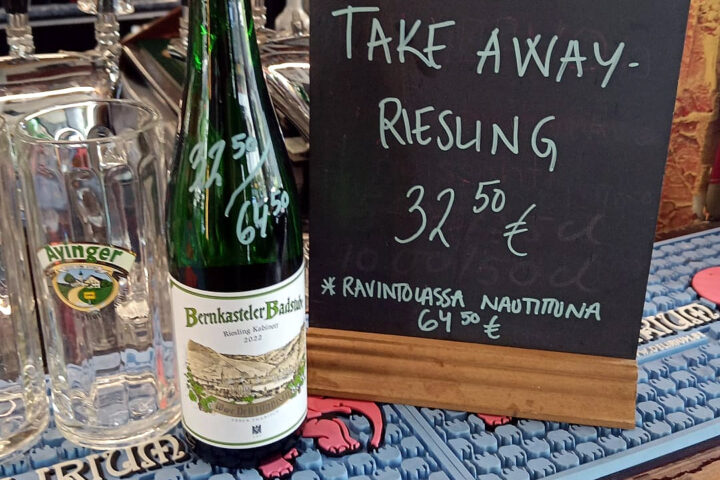 TAKE AWAY-
RIESLING
32 50 €
* RAVINTOLASSA NAUTITTUNA
64 50 €
32 50 / 64 50
Ayinger
Bernkasteler Badstube
Riesling Kabinett
2022